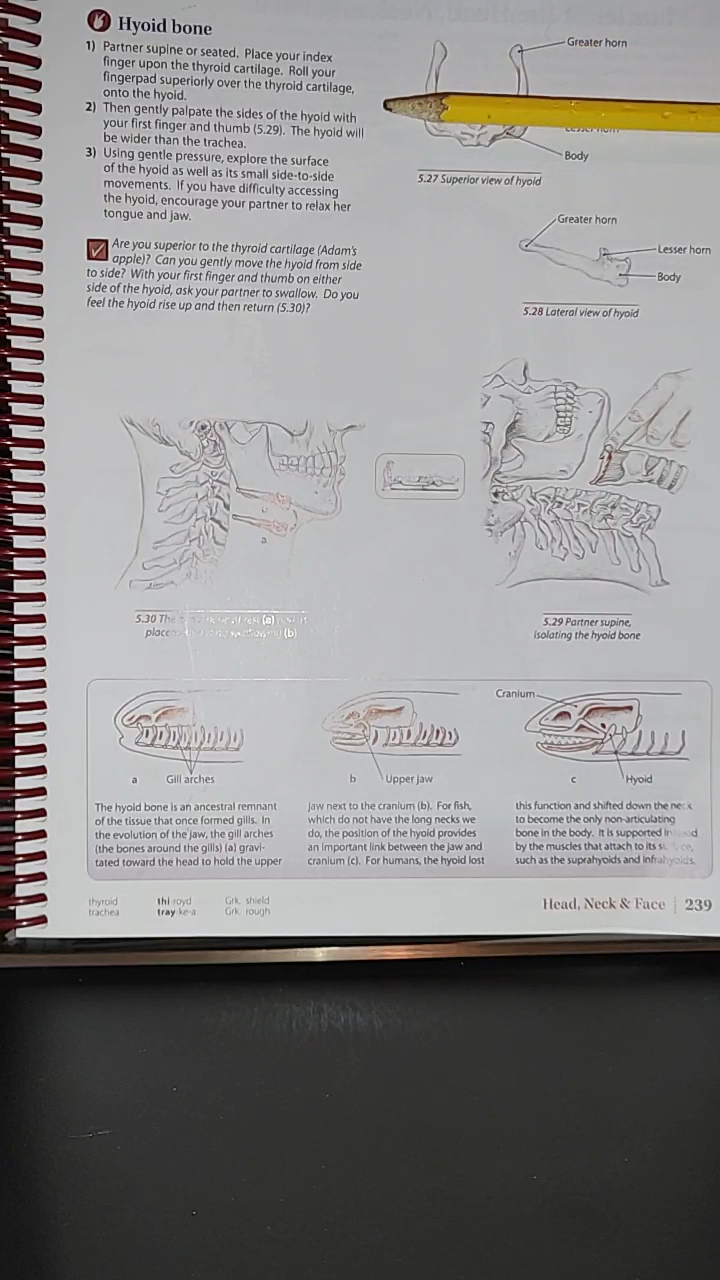 Hyoid bone
1) Partner supine or seated. Place your index
finger upon the thyroid cartilage. Roll your
fingerpad superiorly over the thyroid cartilage,
onto the hyoid.
2) Then gently palpate the sides of the hyoid with
your first finger and thumb (5.29). The hyoid will
be wider than the trachea.
3) Using gentle pressure, explore the surface
of the hyoid as well as its small side-to-side
movements. If you have difficulty accessing
the hyoid, encourage your partner to relax her
tongue and jaw.
Are you superior to the thyroid cartilage (Adam's
apple)? Can you gently move the hyoid from side
to side? With your first finger and thumb on either
side of the hyoid, ask your partner to swallow. Do you
feel the hyoid rise up and then return (5.30)?
Greater horn
Body
5.27 Superior view of hyoid
Greater horn
Lesser horn
Body
5.28 Lateral view of hyoid
a
5.30 The
(b)
5.29 Partner supine,
isolating the hyoid bone
a
Gill arches
b
Upper jaw
Cranium
c
Hyoid
The hyoid bone is an ancestral remnant
of the tissue that once formed gills. In
the evolution of the jaw, the gill arches
(the bones around the gills) (a) gravi-
tated toward the head to hold the upper
jaw next to the cranium (b). For fish,
which do not have the long necks we
do, the position of the hyoid provides
an important link between the jaw and
cranium (c). For humans, the hyoid lost
this function and shifted down the neck
to become the only non-articulating
bone in the body. It is supported
by the muscles that attach to its
such as the suprahyoids and infrahyoids.
thyroid thi-royd Grk. shield
trachea tray-ke-a Grk. rough
Head, Neck & Face | 239